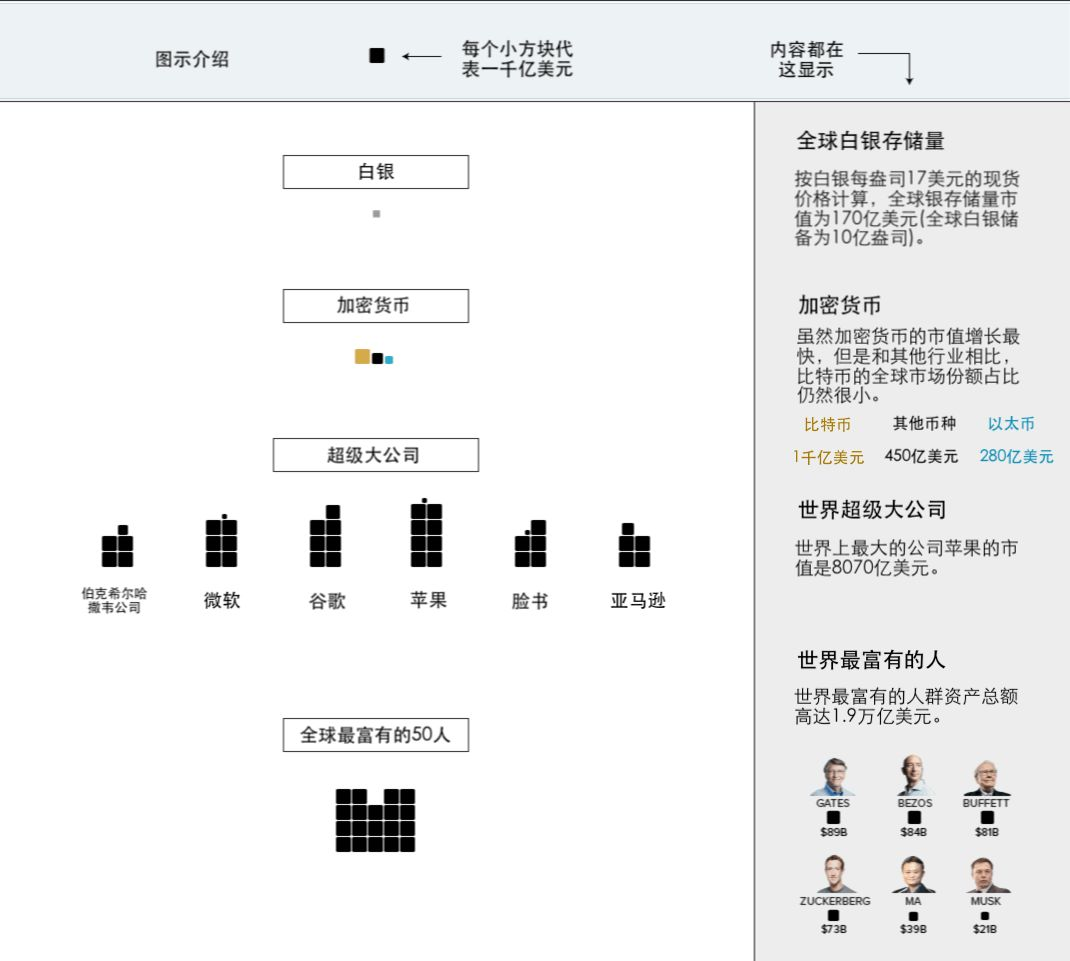 图示介绍
每个小方块代
表一千亿美元
内容都在
这显示
白银
加密货币
超级大公司
伯克希尔哈
撒韦公司
微软
谷歌
苹果
脸书
亚马逊
全球最富有的50人
全球白银存储量
按白银每盎司17美元的现货
价格计算，全球银存储量市
值为170亿美元(全球白银储
备为10亿盎司)。
加密货币
虽然加密货币的市值增长最
快，但是和其他行业相比，
比特币的全球市场份额占比
仍然很小。
比特币 其他币种 以太币
1千亿美元 450亿美元 280亿美元
世界超级大公司
世界上最大的公司苹果的市
值是8070亿美元。
世界最富有的人
世界最富有的人群资产总额
高达1.9万亿美元。
GATES BEZOS BUFFETT
$89B $84B $81B
ZUCKERBERG MA MUSK
$73B $39B $21B